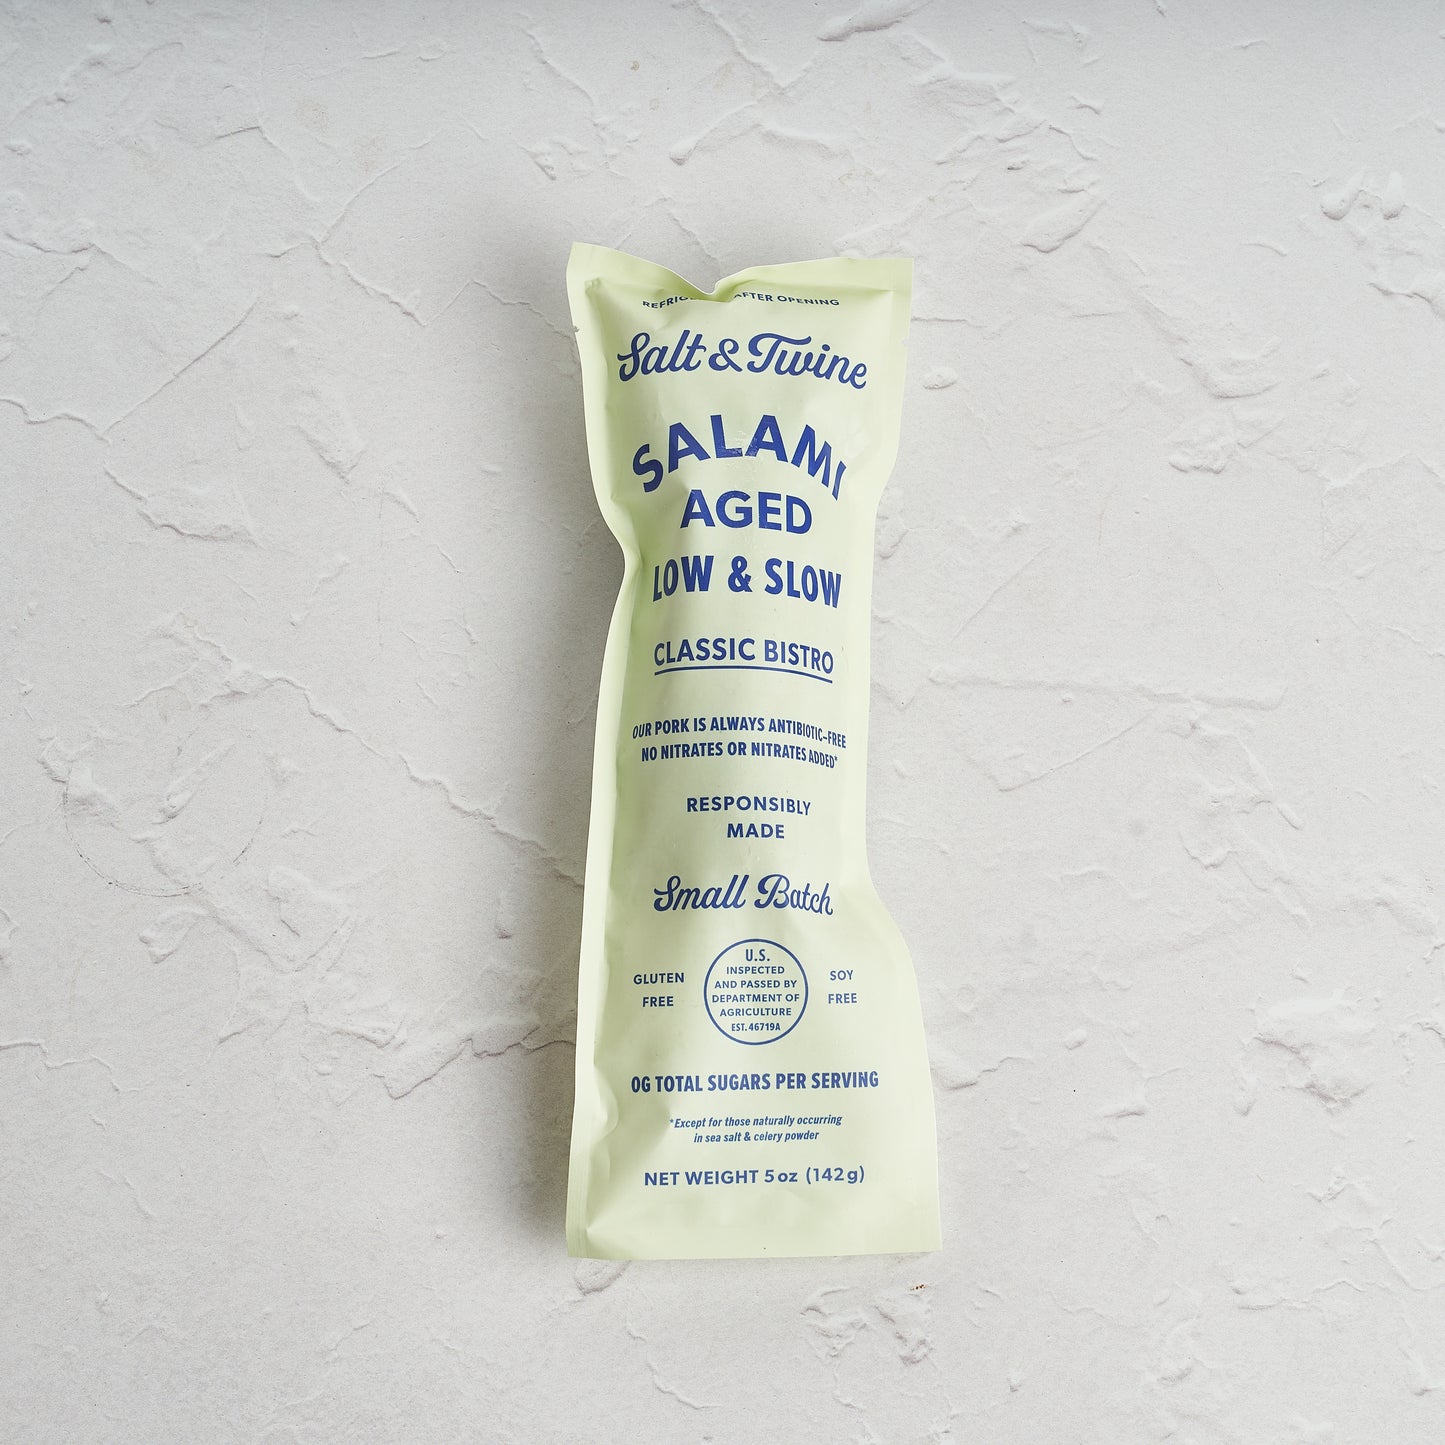 AFTER OPENING
Salt & Twine
SALAMI
AGED
LOW & SLOW
CLASSIC BISTRO
OUR PORK IS ALWAYS ANTIBIOTIC-FREE
NO NITRATES OR NITRATES ADDED*
RESPONSIBLY
MADE
Small Batch
GLUTEN
FREE
U.S.
INSPECTED
AND PASSED BY
DEPARTMENT OF
AGRICULTURE
EST. 46719A
SOY
FREE
0G TOTAL SUGARS PER SERVING
*Except for those naturally occurring
in sea salt & celery powder
NET WEIGHT 5 oz (142g)